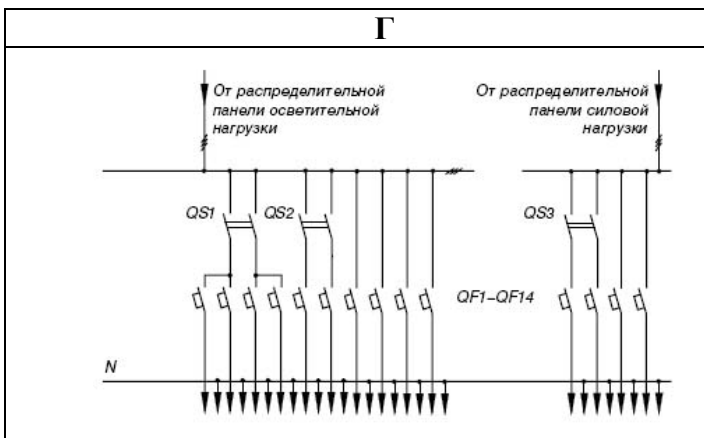 Г
От распределительной
панели осветительной
нагрузки
От распределительной
панели силовой
нагрузки
QS1
QS2
QS3
QF1–QF14
N